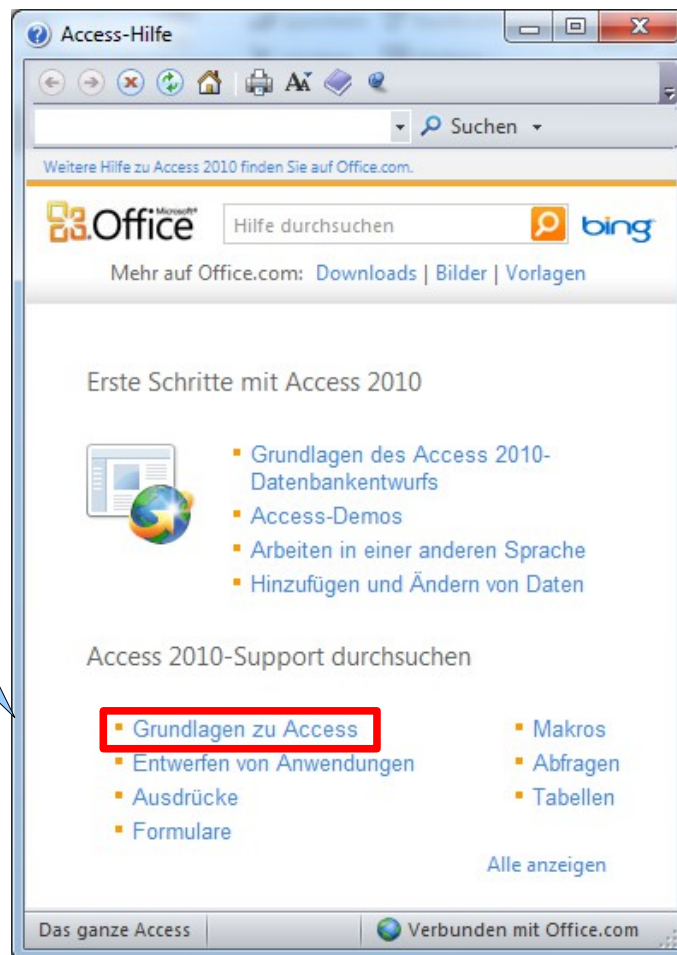 Access-Hilfe
Suchen
Weitere Hilfe zu Access 2010 finden Sie auf Office.com.
Microsoft®
Office
Hilfe durchsuchen
bing
Mehr auf Office.com: Downloads | Bilder | Vorlagen
Erste Schritte mit Access 2010
Grundlagen des Access 2010-
Datenbankentwurfs
Access-Demos
Arbeiten in einer anderen Sprache
Hinzufügen und Ändern von Daten
Access 2010-Support durchsuchen
Grundlagen zu Access
Makros
Entwerfen von Anwendungen
Abfragen
Ausdrücke
Tabellen
Formulare
Alle anzeigen
Das ganze Access
Verbunden mit Office.com